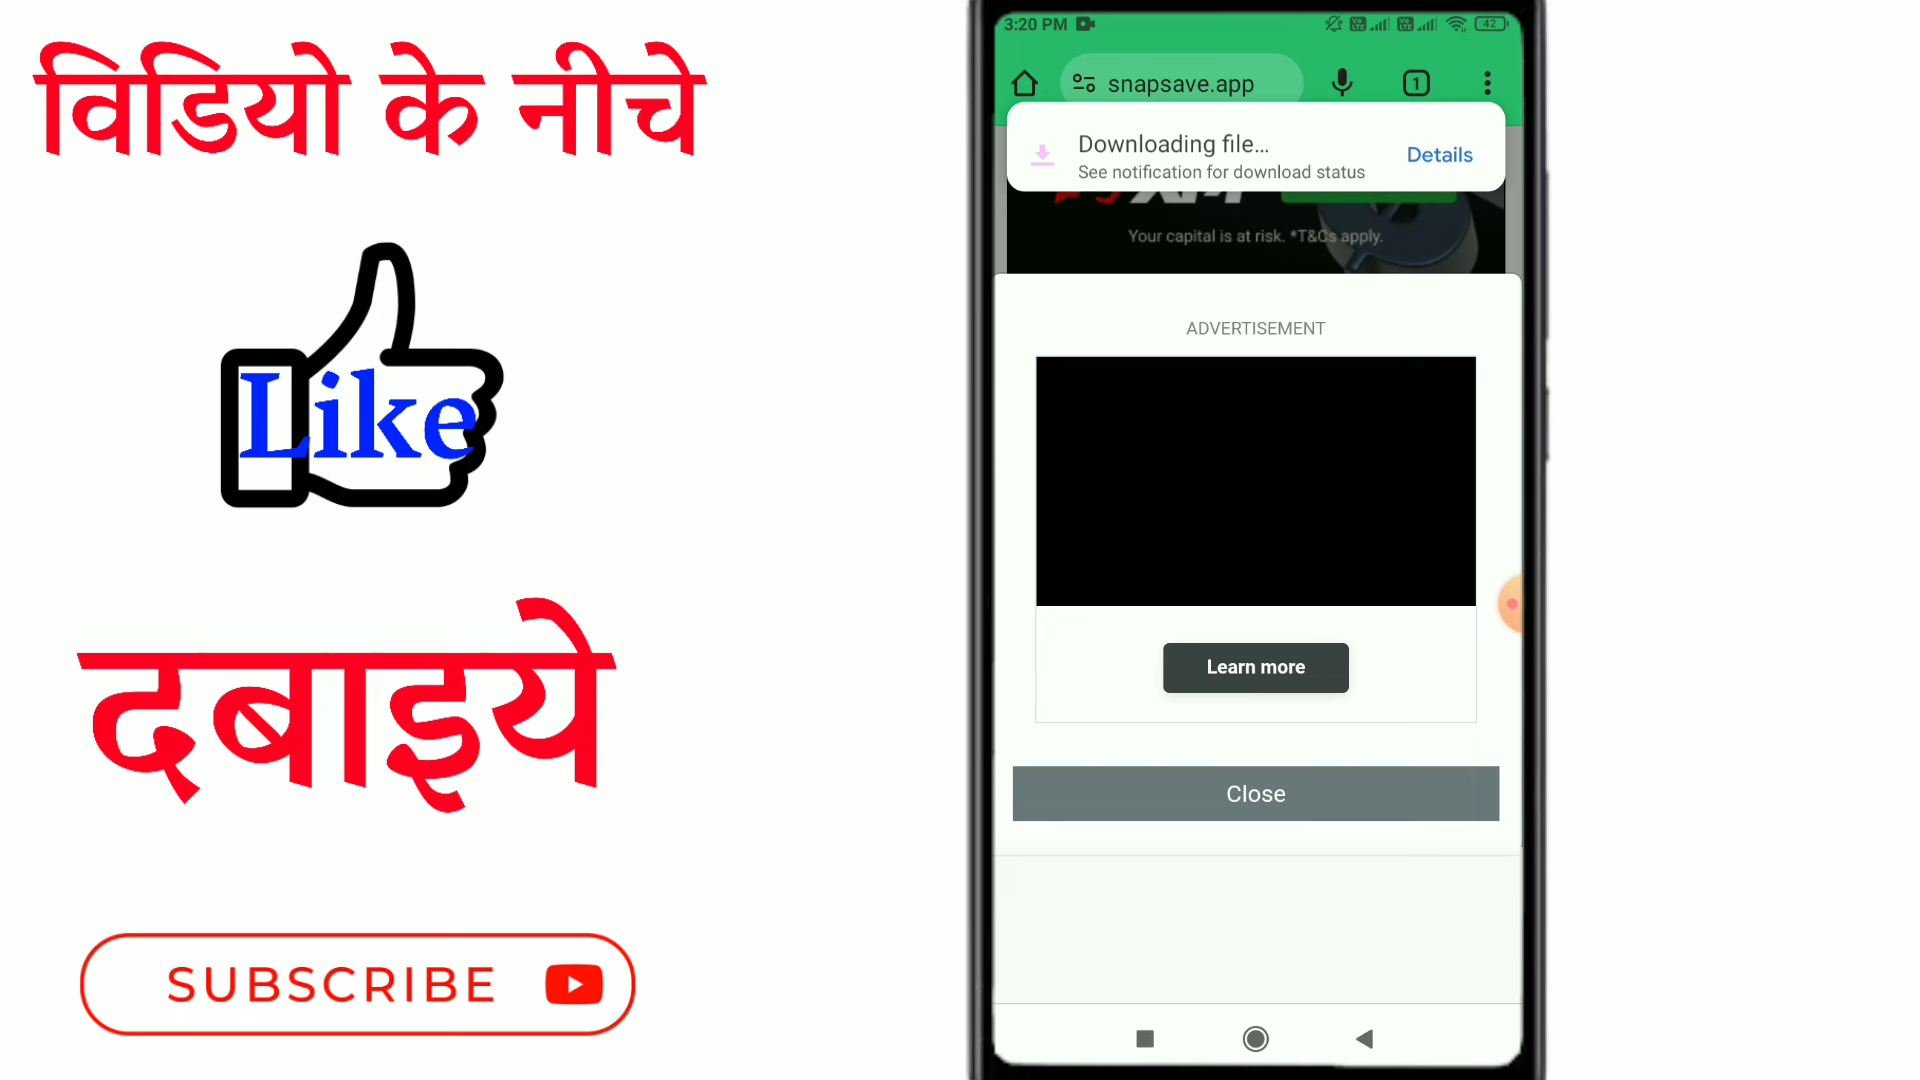 विडियो के नीचे
Like
दबाइये
SUBSCRIBE
3:20 PM
42
snapsave.app
1
Downloading file...
See notification for download status
Details
Your capital is at risk. *T&Cs apply.
ADVERTISEMENT
Learn more
Close